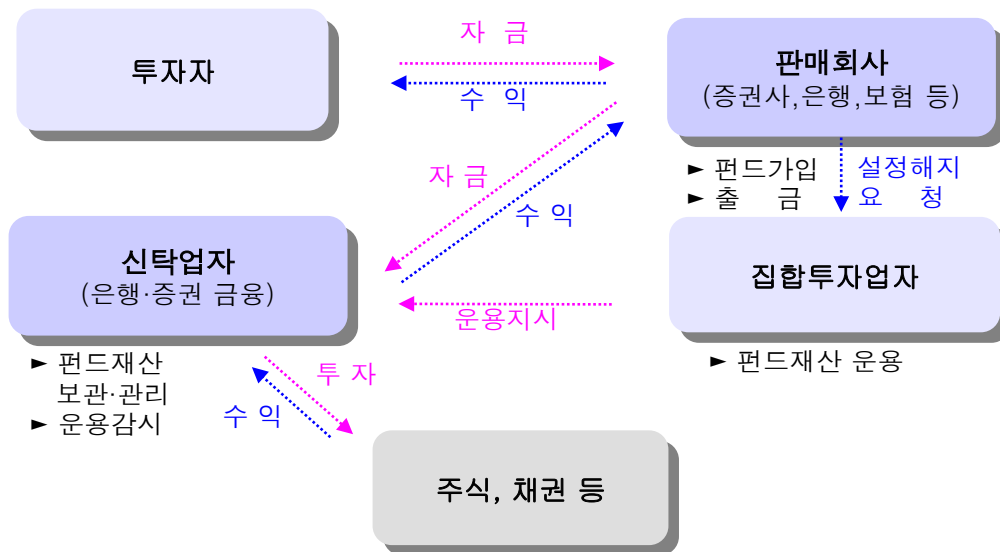 투자자
자 금
수 익
판매회사
(증권사,은행,보험 등)
► 펀드가입
► 출 금
설정해지
요 청
자 금
수 익
신탁업자
(은행·증권 금융)
► 펀드재산
보관·관리
► 운용감시
운용지시
집합투자업자
► 펀드재산 운용
투 자
수 익
주식, 채권 등